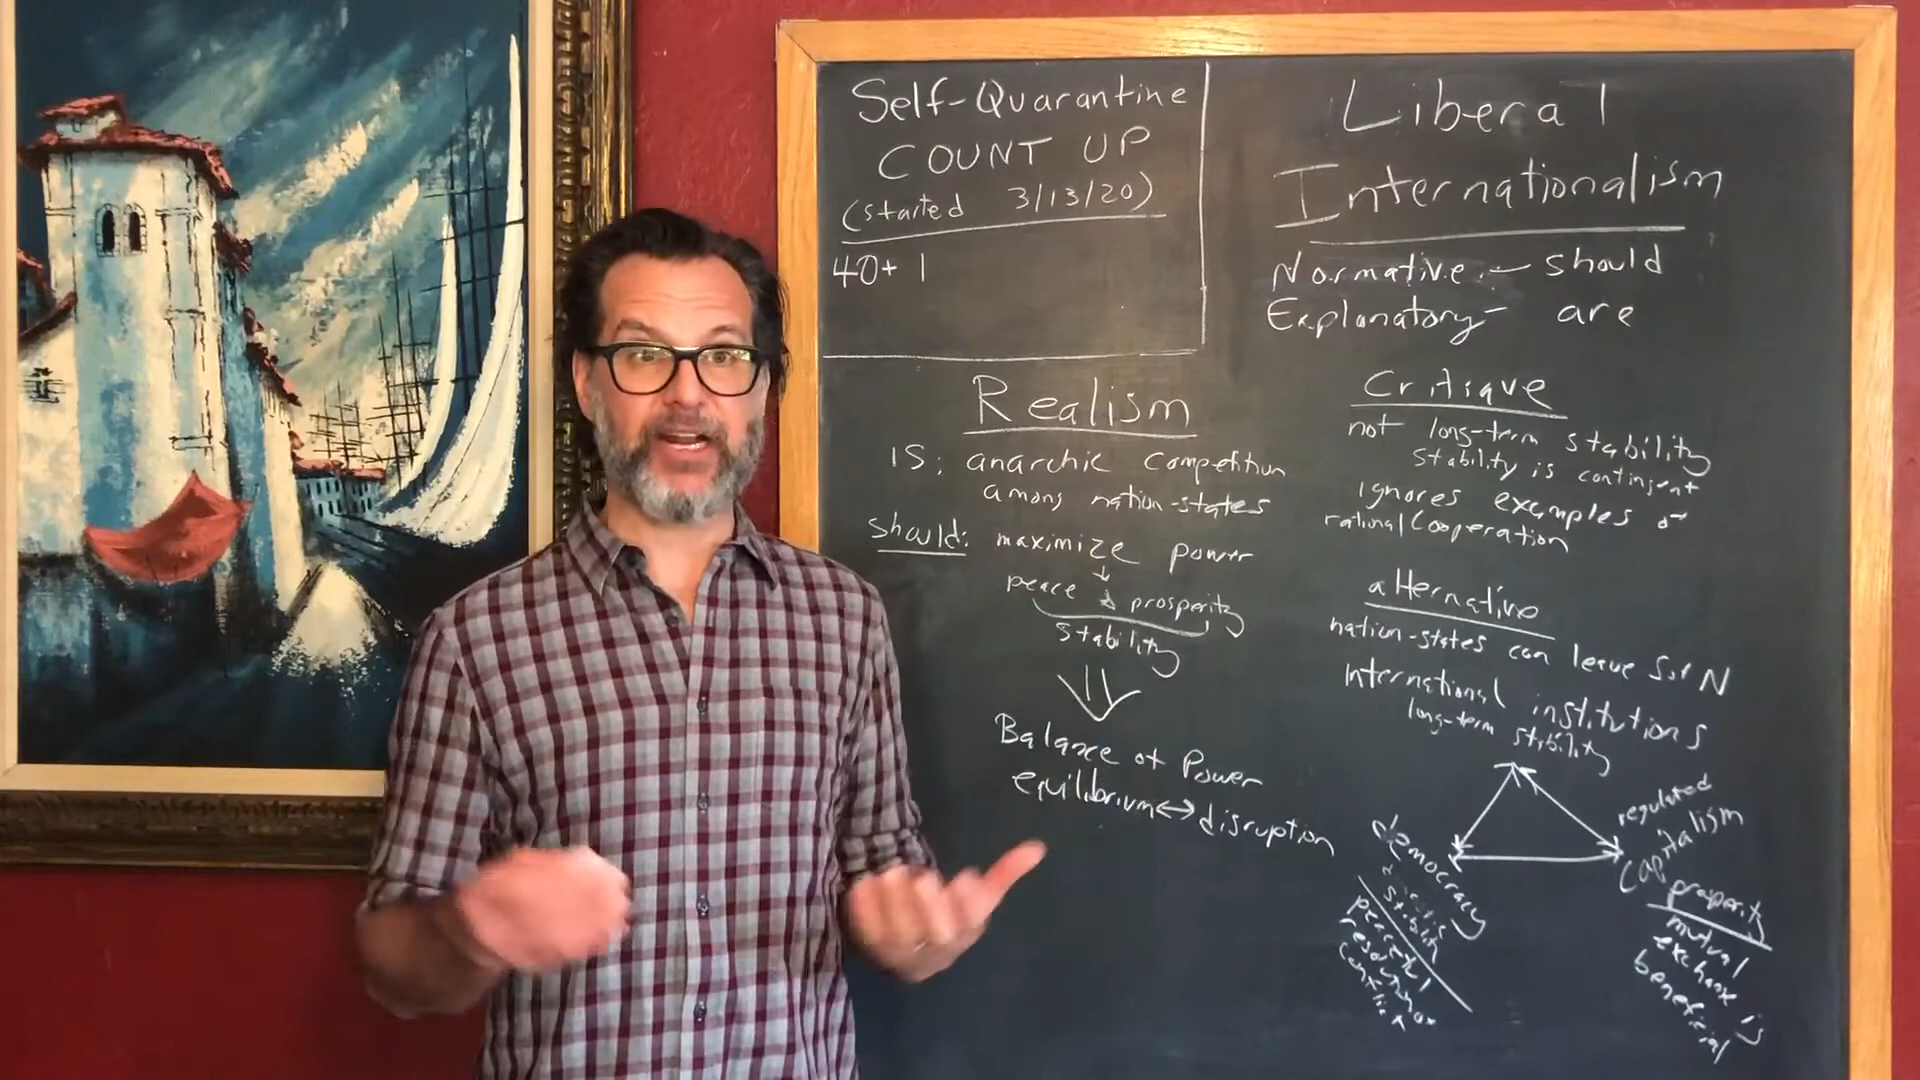 Self-Quarantine
COUNT UP
(started 3/13/20)
40+ 1
Realism
IS: anarchic competition
among nation-states
Should: maximize power
peace & prosperity
stability
Balance of Power
equilibrium ↔ disruption
Liberal
Internationalism
Normative - should
Explanatory - are
Critique
not long-term stability
stability is contingent
ignores examples of
rational cooperation
alternative
nation-states can leave S of N
International institutions
long-term stability
democracy
stability
peaceful
resolution of
conflict
regulated
capitalism
prosperity
mutual
exchange is
beneficial